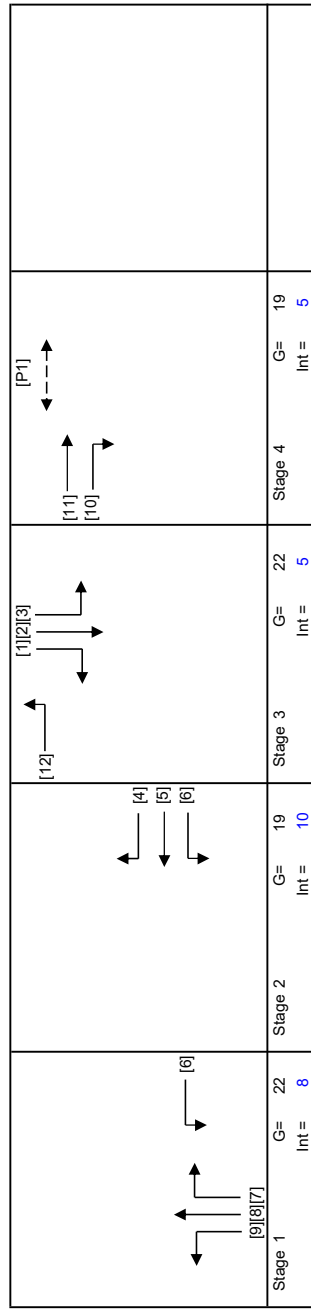 [9][8][7]
[6]
Stage 1
G= 22
Int = 8
[4]
[5]
[6]
Stage 2
G= 19
Int = 10
[12]
[1][2][3]
Stage 3
G= 22
Int = 5
[P1]
[11]
[10]
Stage 4
G= 19
Int = 5